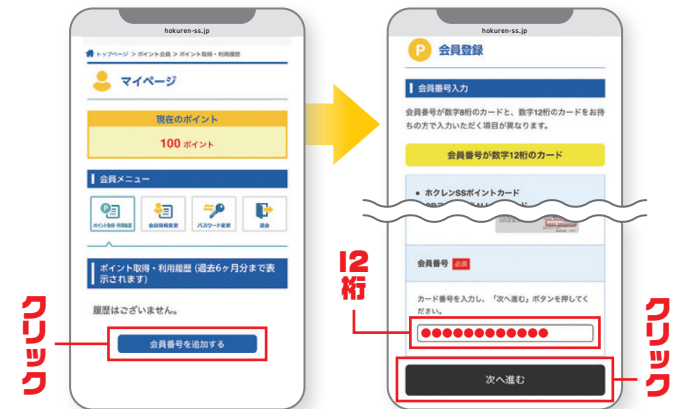 hokuren-ss.jp
トップページ > ポイント会員 > ポイント取得・利用履歴
マイページ
現在のポイント
100 ポイント
会員メニュー
ポイント取得・利用履歴
会員情報変更
パスワード変更
退会
ポイント取得・利用履歴 (過去6ヶ月分まで表
示されます)
履歴はございません。
会員番号を追加する
クリック
hokuren-ss.jp
P 会員登録
会員番号入力
会員番号が数字8桁のカードと、数字12桁のカードをお持
ちの方で入力いただく項目が異なります。
会員番号が数字12桁のカード
• ホクレンSSポイントカード
会員番号 必須
カード番号を入力し、「次へ進む」ボタンを押してく
ださい。
12
桁
●●●●●●●●●●●●
次へ進む
クリック